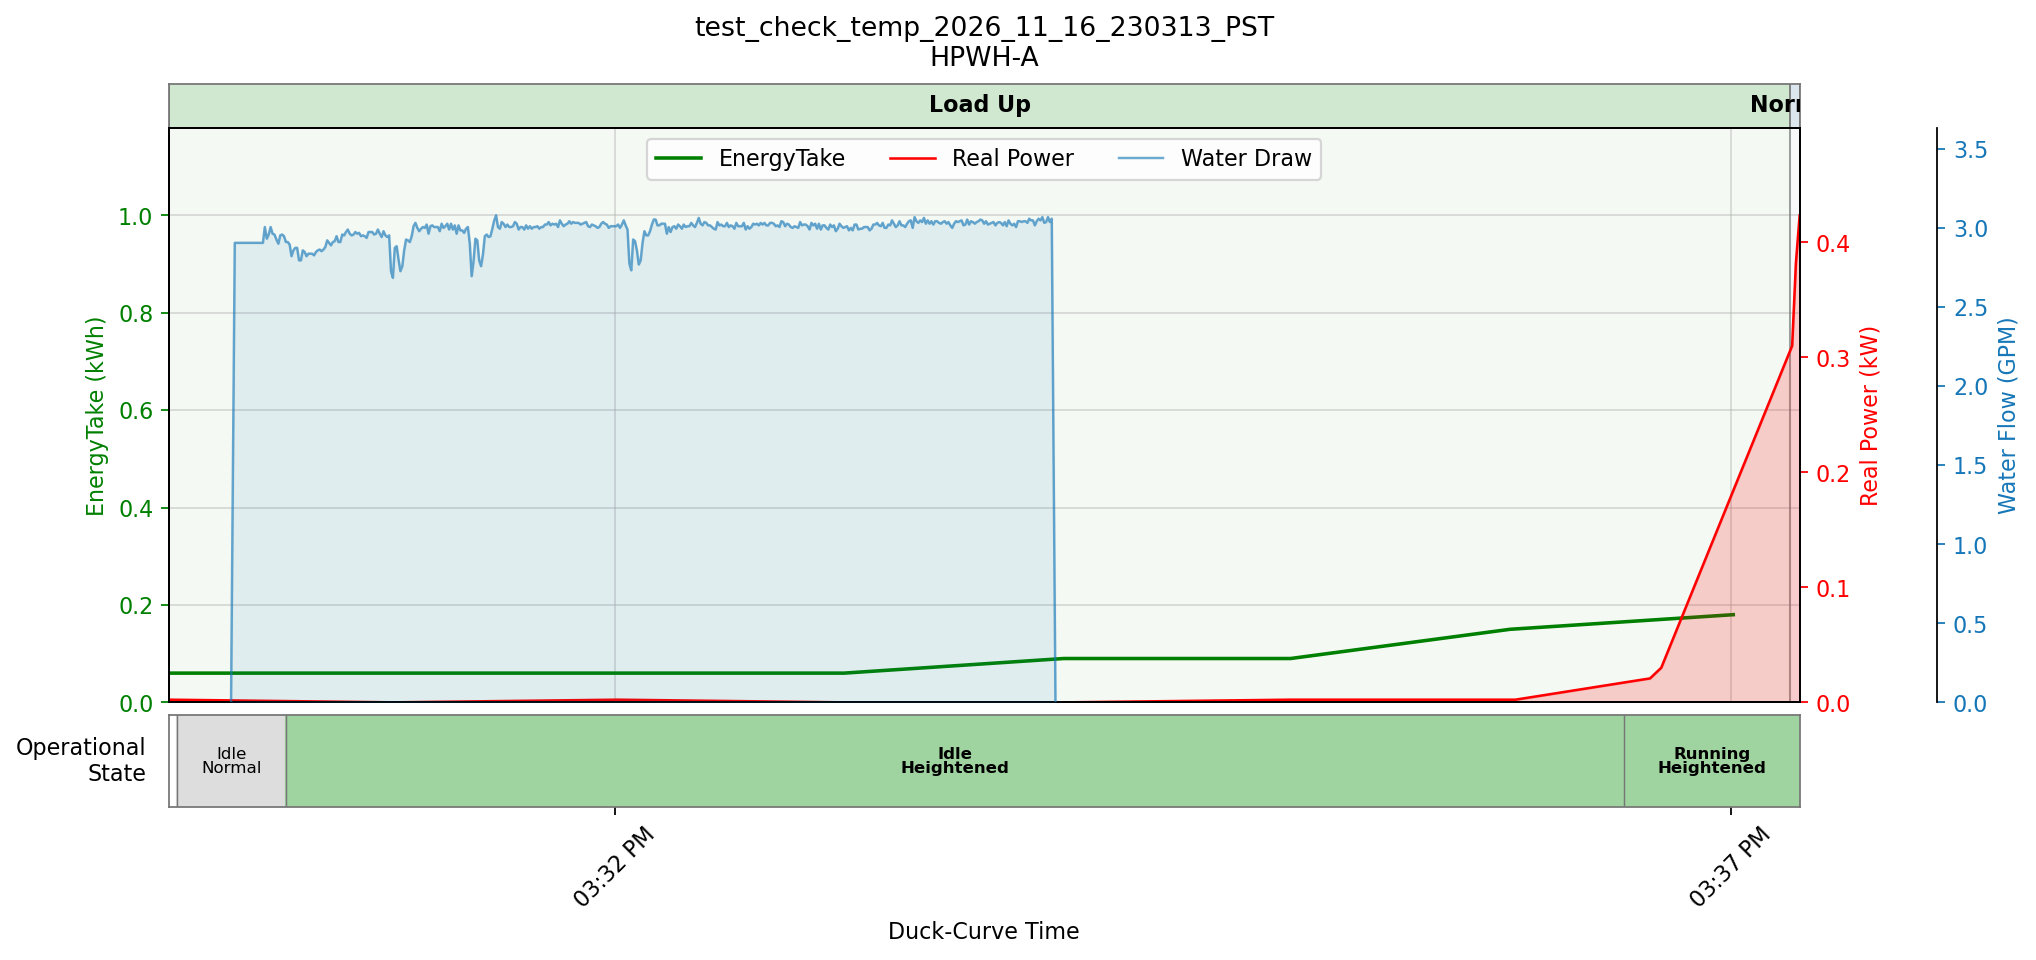 test_check_temp_2026_11_16_230313_PST
HPWH-A
Load Up
Norm
EnergyTake
Real Power
Water Draw
EnergyTake (kWh)
1.0
0.8
0.6
0.4
0.2
0.0
0.4
0.3
0.2
0.1
0.0
Real Power (kW)
3.5
3.0
2.5
2.0
1.5
1.0
0.5
0.0
Water Flow (GPM)
Operational
State
Idle
Normal
Idle
Heightened
Running
Heightened
03:32 PM
03:37 PM
Duck-Curve Time